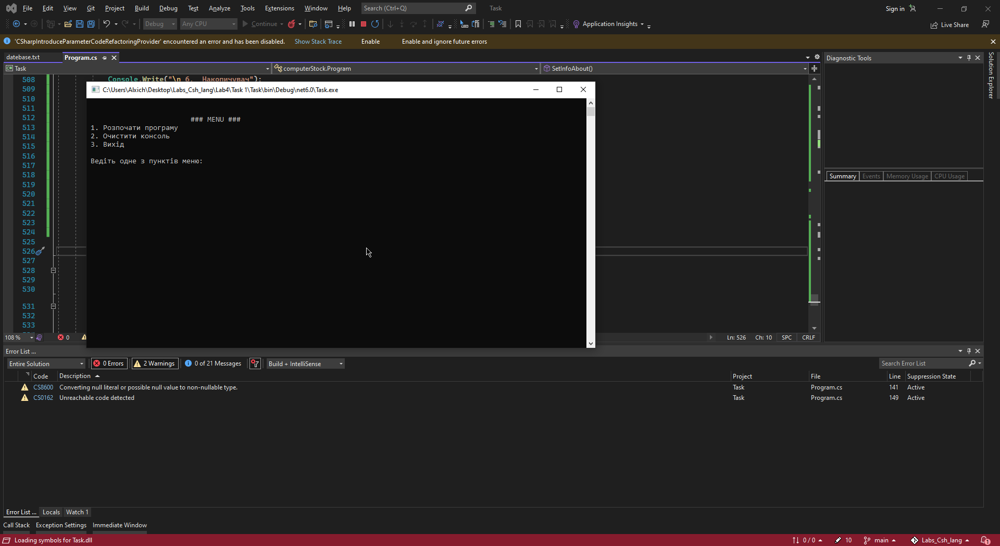 File Edit View Git Project Build Debug Test Analyze Tools Extensions Window Help Search (Ctrl+Q) Task Sign in
Debug Any CPU Continue Application Insights Live Share
'CSharpIntroduceParameterCodeRefactoringProvider' encountered an error and has been disabled. Show Stack Trace Enable Enable and ignore future errors
datebase.txt Program.cs
Task computerStock.Program SetInfoAbout()
508 Console.Write("\n 6. Накопичувач");
509
510
511
512
513
514
515
516
517
518
519
520
521
522
523
524
525
526
527
528
529
530
531
532
533
C:\Users\Alxich\Desktop\Labs_Csh_lang\Lab4\Task 1\Task\bin\Debug\net6.0\Task.exe
### MENU ###
1. Розпочати програму
2. Очистити консоль
3. Вихід
Ведіть одне з пунктів меню:
108 % 0 Ln: 526 Ch: 10 SPC CRLF
Diagnostic Tools
Summary Events Memory Usage CPU Usage
Solution Explorer
Error List ...
Entire Solution 0 Errors 2 Warnings 0 of 21 Messages Build + IntelliSense Search Error List
Code Description Project File Line Suppression State
CS8600 Converting null literal or possible null value to non-nullable type. Task Program.cs 141 Active
CS0162 Unreachable code detected Task Program.cs 149 Active
Error List ... Locals Watch 1
Call Stack Exception Settings Immediate Window
Loading symbols for Task.dll 0 / 0 10 main Labs_Csh_lang 1